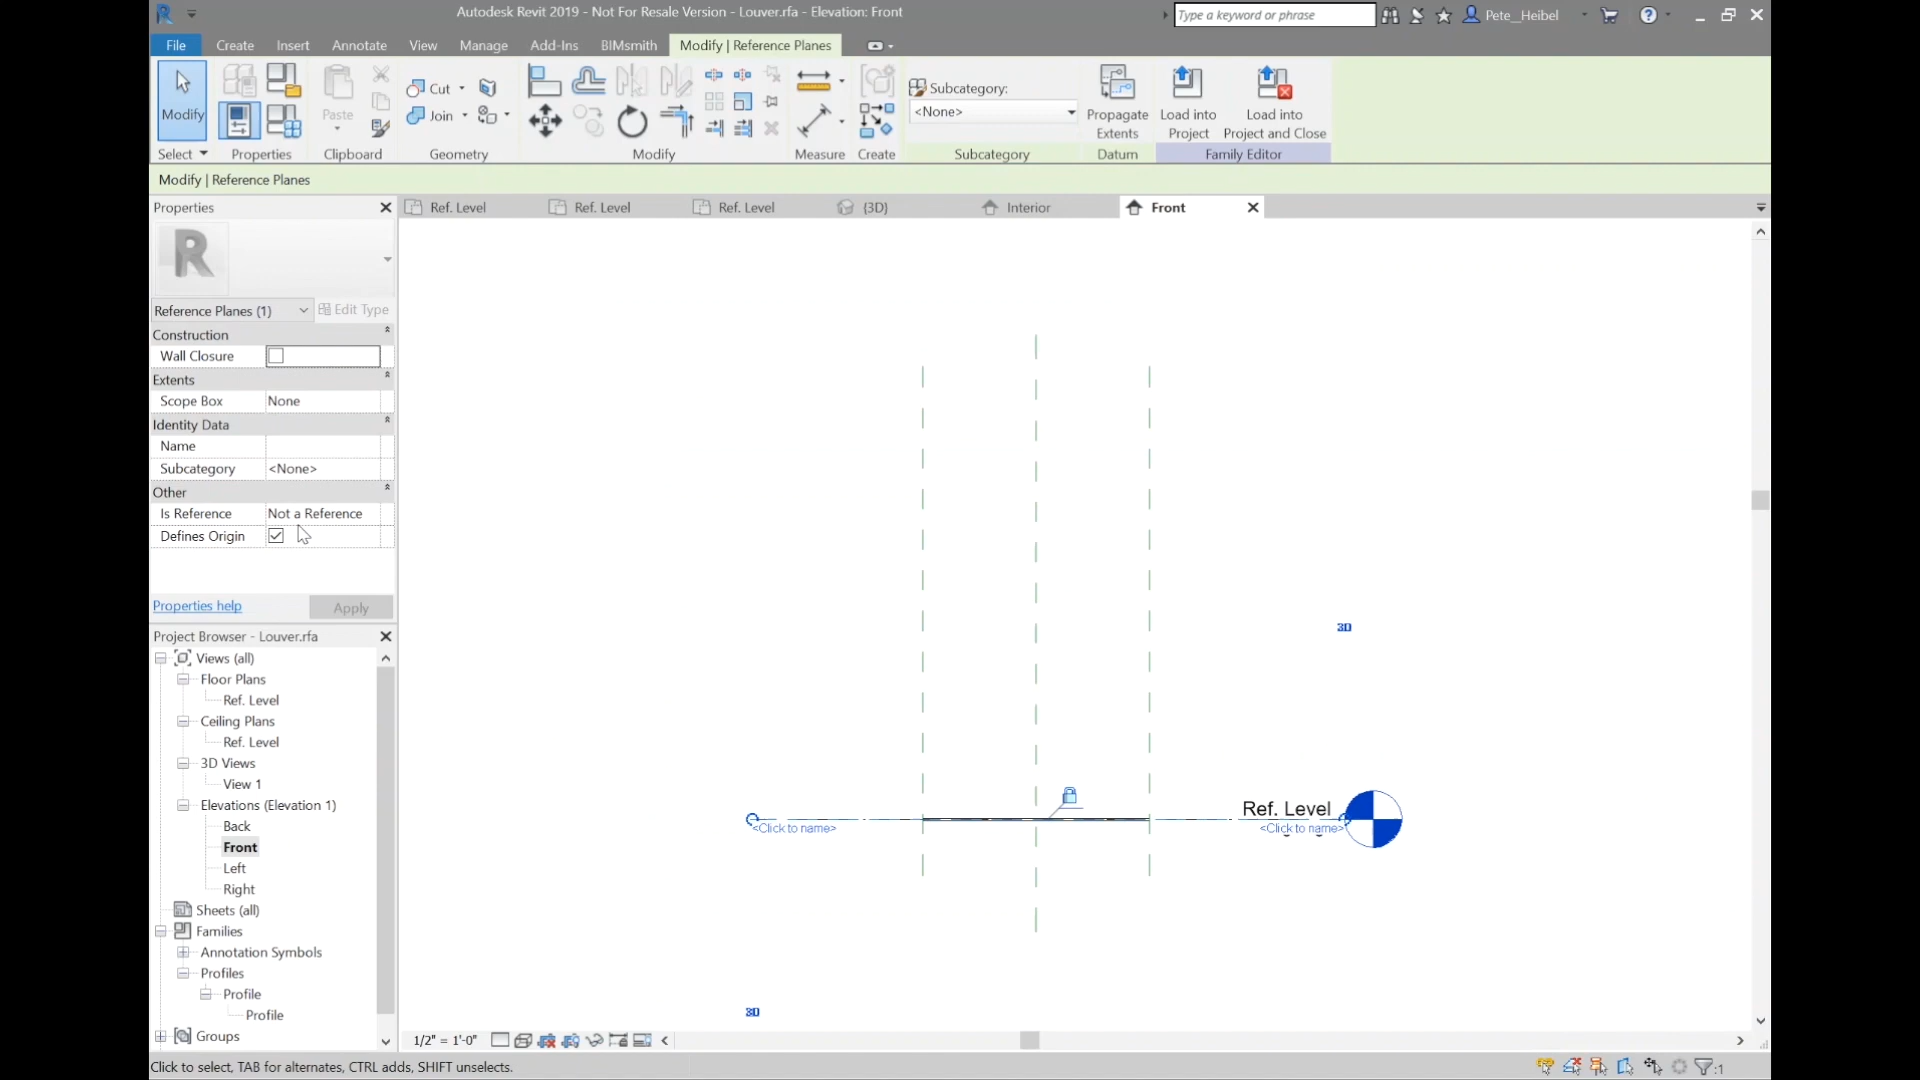 Autodesk Revit 2019 - Not For Resale Version - Louver.rfa - Elevation: Front
Type a keyword or phrase
Pete_Heibel
File
Create
Insert
Annotate
View
Manage
Add-Ins
BIMsmith
Modify | Reference Planes
Modify
Paste
Cut
Join
Subcategory:
<None>
Propagate
Extents
Load into
Project
Load into
Project and Close
Select
Properties
Clipboard
Geometry
Modify
Measure
Create
Subcategory
Datum
Family Editor
Modify | Reference Planes
Properties
Ref. Level
Ref. Level
Ref. Level
(3D)
Interior
Front
Reference Planes (1)
Edit Type
Construction
Wall Closure
Extents
Scope Box None
Identity Data
Name
Subcategory <None>
Other
Is Reference Not a Reference
Defines Origin
Properties help
Apply
Project Browser - Louver.rfa
Views (all)
Floor Plans
Ref. Level
Ceiling Plans
Ref. Level
3D Views
View 1
Elevations (Elevation 1)
Back
Front
Left
Right
Sheets (all)
Families
Annotation Symbols
Profiles
Profile
Profile
Groups
3D
Ref. Level
<Click to name>
<Click to name>
3D
1/2" = 1'-0"
Click to select, TAB for alternates, CTRL adds, SHIFT unselects.
:1